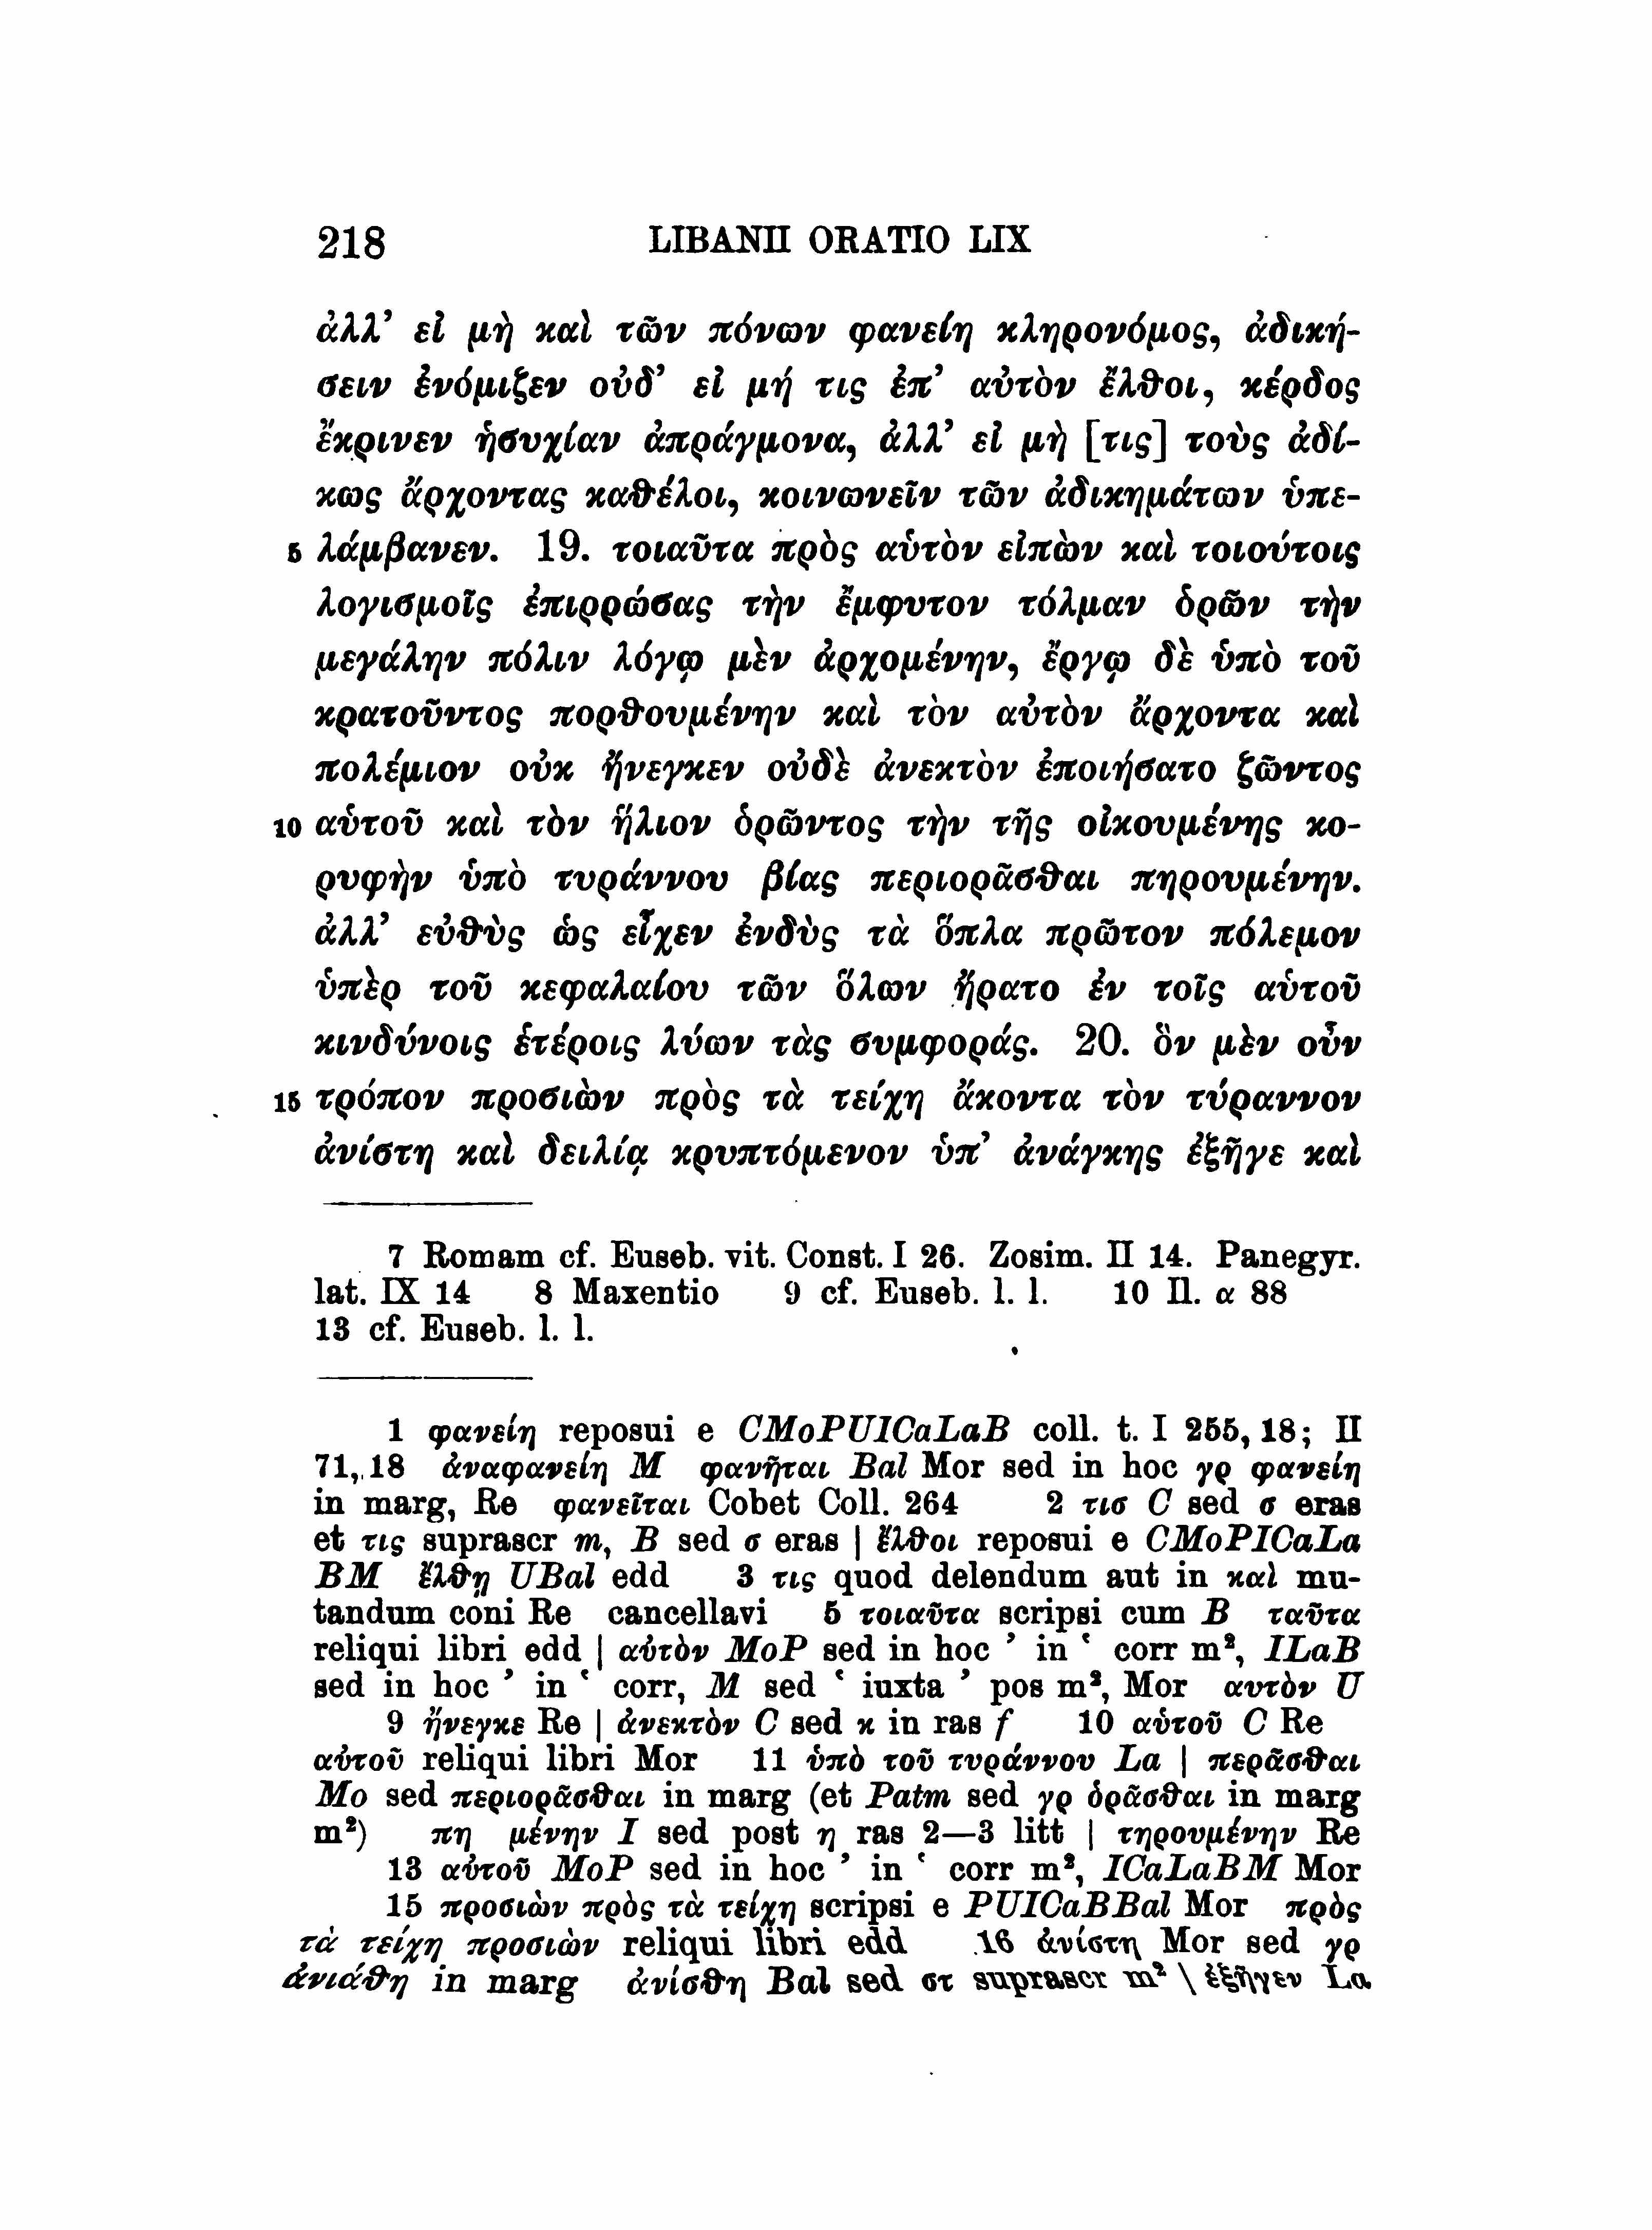 218 LIBANII ORATIO LIX
ἀλλ’ εἰ μὴ καὶ τῶν πόνων φανείη κληρονόμος, ἀδική-
σειν ἐνόμιζεν οὐδ’ εἰ μή τις ἐπ’ αὐτὸν ἔλθοι, κέρδος
ἔκρινεν ἡσυχίαν ἀπράγμονα, ἀλλ’ εἰ μὴ [τις] τοὺς ἀδί-
κως ἄρχοντας καθέλοι, κοινωνεῖν τῶν ἀδικημάτων ὑπε-
5 λάμβανεν. 19. τοιαῦτα πρὸς αὑτὸν εἰπὼν καὶ τοιούτοις
λογισμοῖς ἐπιρρώσας τὴν ἔμφυτον τόλμαν ὁρῶν τὴν
μεγάλην πόλιν λόγῳ μὲν ἀρχομένην, ἔργῳ δὲ ὑπὸ τοῦ
κρατοῦντος πορθουμένην καὶ τὸν αὐτὸν ἄρχοντα καὶ
πολέμιον οὐκ ἤνεγκεν οὐδὲ ἀνεκτὸν ἐποιήσατο ζῶντος
10 αὑτοῦ καὶ τὸν ἥλιον ὁρῶντος τὴν τῆς οἰκουμένης κο-
ρυφὴν ὑπὸ τυράννου βίας περιορᾶσθαι πηρουμένην.
ἀλλ’ εὐθὺς ὡς εἶχεν ἐνδὺς τὰ ὅπλα πρῶτον πόλεμον
ὑπὲρ τοῦ κεφαλαίου τῶν ὅλων ἤρατο ἐν τοῖς αὑτοῦ
κινδύνοις ἑτέροις λύων τὰς συμφοράς. 20. ὃν μὲν οὖν
15 τρόπον προσιὼν πρὸς τὰ τείχη ἄκοντα τὸν τύραννον
ἀνίστη καὶ δειλίᾳ κρυπτόμενον ὑπ’ ἀνάγκης ἐξῆγε καὶ
7 Romam cf. Euseb. vit. Const. I 26. Zosim. II 14. Panegyr.
lat. IX 14 8 Maxentio 9 cf. Euseb. l. l. 10 Il. α 88
13 cf. Euseb. l. l.
1 φανείη reposui e CMoPUICaLaB coll. t. I 255, 18; II
71, 18 ἀναφανείη M φανῆται Bal Mor sed in hoc γρ φανείη
in marg, Re φανεῖται Cobet Coll. 264 2 τισ C sed σ eras
et τις suprascr m, B sed σ eras | ἔλθοι reposui e CMoPICaLa
BM ἔλθη UBal edd 3 τις quod delendum aut in καὶ mu-
tandum coni Re cancellavi 5 τοιαῦτα scripsi cum B ταῦτα
reliqui libri edd | αὐτὸν MoP sed in hoc ’ in ‘ corr m², ILaB
sed in hoc ’ in ‘ corr, M sed ‘ iuxta ’ pos m², Mor αυτὸν U
9 ἤνεγκε Re | ἀνεκτὸν C sed κ in ras f 10 αὑτοῦ C Re
αὐτοῦ reliqui libri Mor 11 ὑπὸ τοῦ τυράννου La | περᾶσθαι
Mo sed περιορᾶσθαι in marg (et Patm sed γρ ὁρᾶσθαι in marg
m²) πη μένην I sed post η ras 2—3 litt | τηρουμένην Re
13 αὐτοῦ MoP sed in hoc ’ in ‘ corr m², ICaLaBM Mor
15 προσιὼν πρὸς τὰ τείχη scripsi e PUICaBBal Mor πρὸς
τὰ τείχη προσιὼν reliqui libri edd 16 ἀνίστη Mor sed γρ
ἀνιάθη in marg ἀνίσθη Bal sed στ suprascr m² \ ἐξῆγεν La